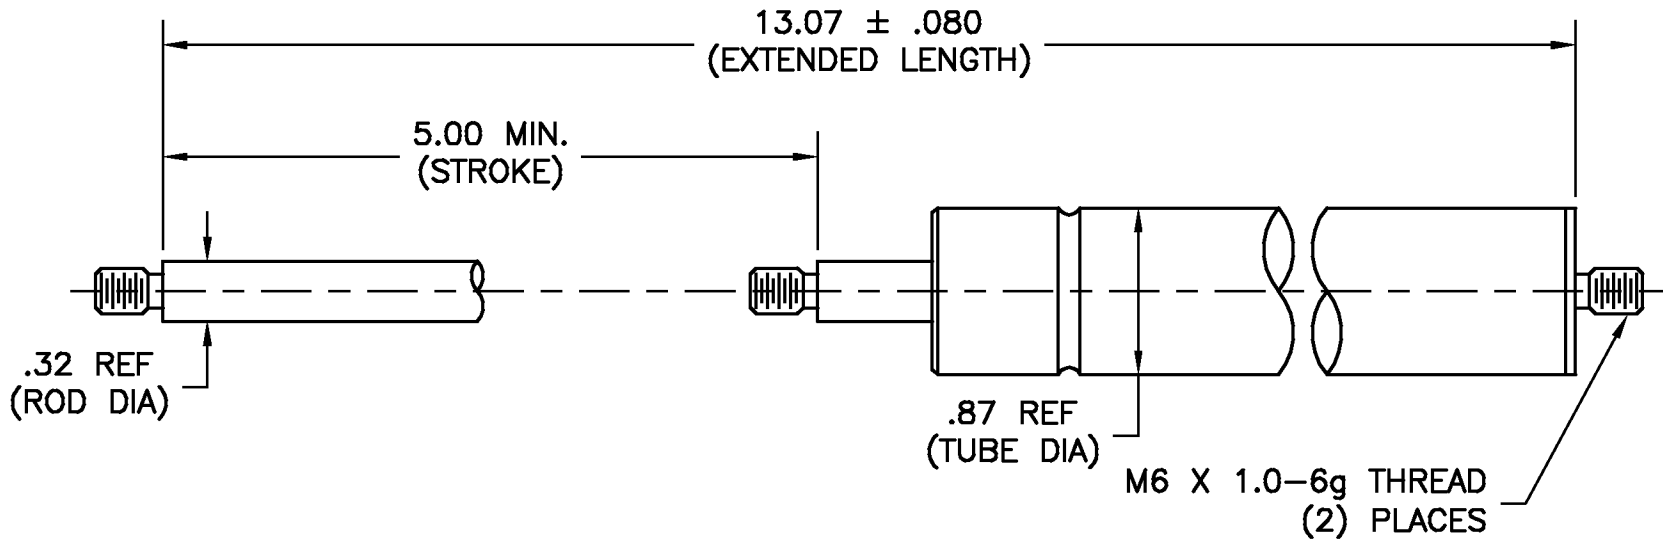 13.07 ± .080
(EXTENDED LENGTH)
5.00 MIN.
(STROKE)
.32 REF
(ROD DIA)
.87 REF
(TUBE DIA)
M6 X 1.0-6g THREAD
(2) PLACES